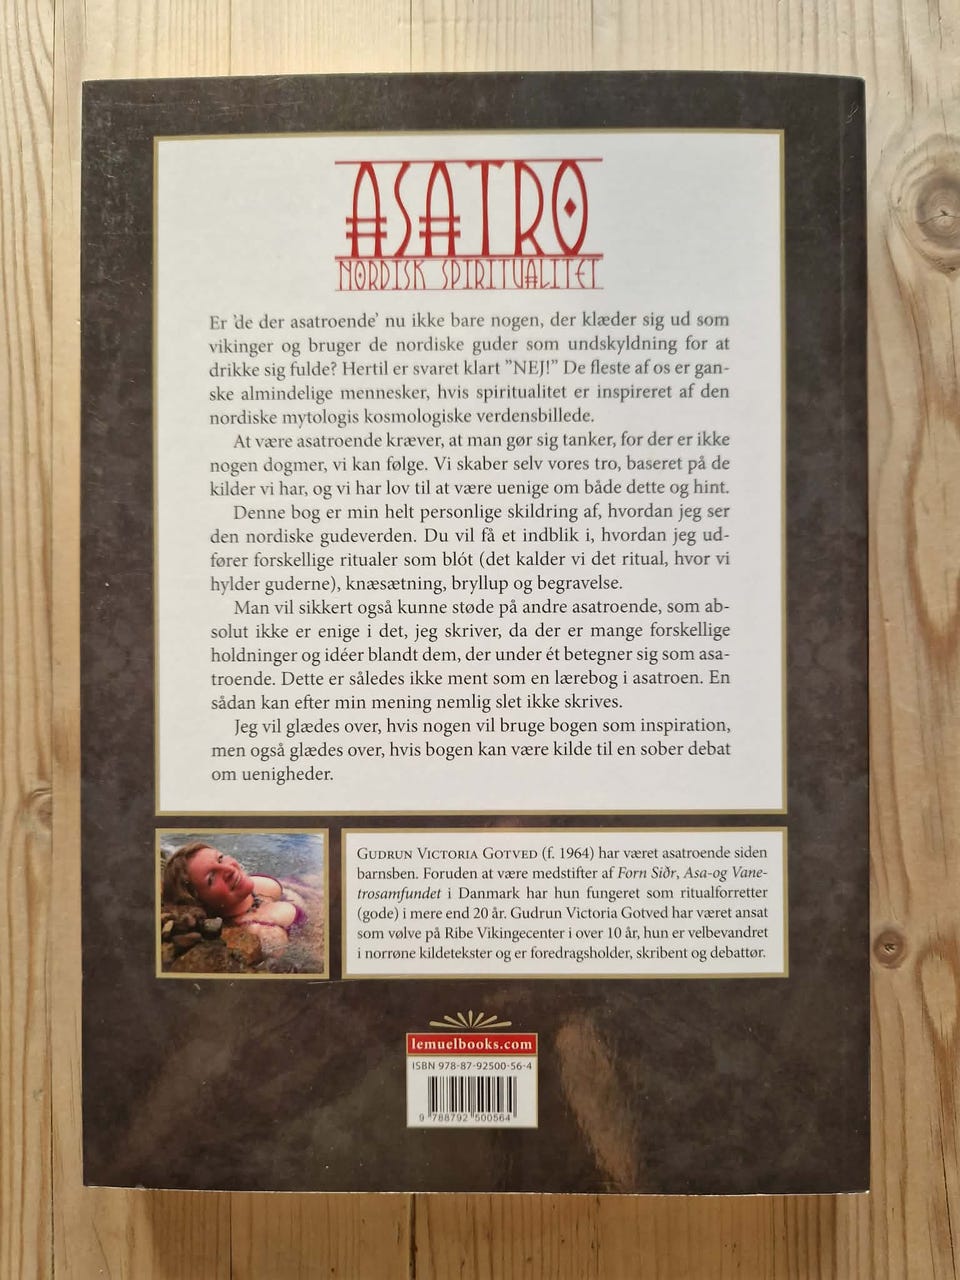 ASATRO
NORDISK SPIRITUALITET
Er 'de der asatroende' nu ikke bare nogen, der klæder sig ud som
vikinger og bruger de nordiske guder som undskyldning for at
drikke sig fulde? Hertil er svaret klart ”NEJ!” De fleste af os er gan-
ske almindelige mennesker, hvis spiritualitet er inspireret af den
nordiske mytologis kosmologiske verdensbillede.
At være asatroende kræver, at man gør sig tanker, for der er ikke
nogen dogmer, vi kan følge. Vi skaber selv vores tro, baseret på de
kilder vi har, og vi har lov til at være uenige om både dette og hint.
Denne bog er min helt personlige skildring af, hvordan jeg ser
den nordiske gudeverden. Du vil få et indblik i, hvordan jeg ud-
fører forskellige ritualer som blót (det kalder vi det ritual, hvor vi
hylder guderne), knæsætning, bryllup og begravelse.
Man vil sikkert også kunne støde på andre asatroende, som ab-
solut ikke er enige i det, jeg skriver, da der er mange forskellige
holdninger og idéer blandt dem, der under ét betegner sig som asa-
troende. Dette er således ikke ment som en lærebog i asatroen. En
sådan kan efter min mening nemlig slet ikke skrives.
Jeg vil glædes over, hvis nogen vil bruge bogen som inspiration,
men også glædes over, hvis bogen kan være kilde til en sober debat
om uenigheder.
GUDRUN VICTORIA GOTVED (f. 1964) har været asatroende siden
barnsben. Foruden at være medstifter af Forn Siðr, Asa-og Vane-
trosamfundet i Danmark har hun fungeret som ritualforretter
(gode) i mere end 20 år. Gudrun Victoria Gotved har været ansat
som vølve på Ribe Vikingecenter i over 10 år, hun er velbevandret
i norrøne kildetekster og er foredragsholder, skribent og debattør.
lemuelbooks.com
ISBN 978-87-92500-56-4
9 788792 500564